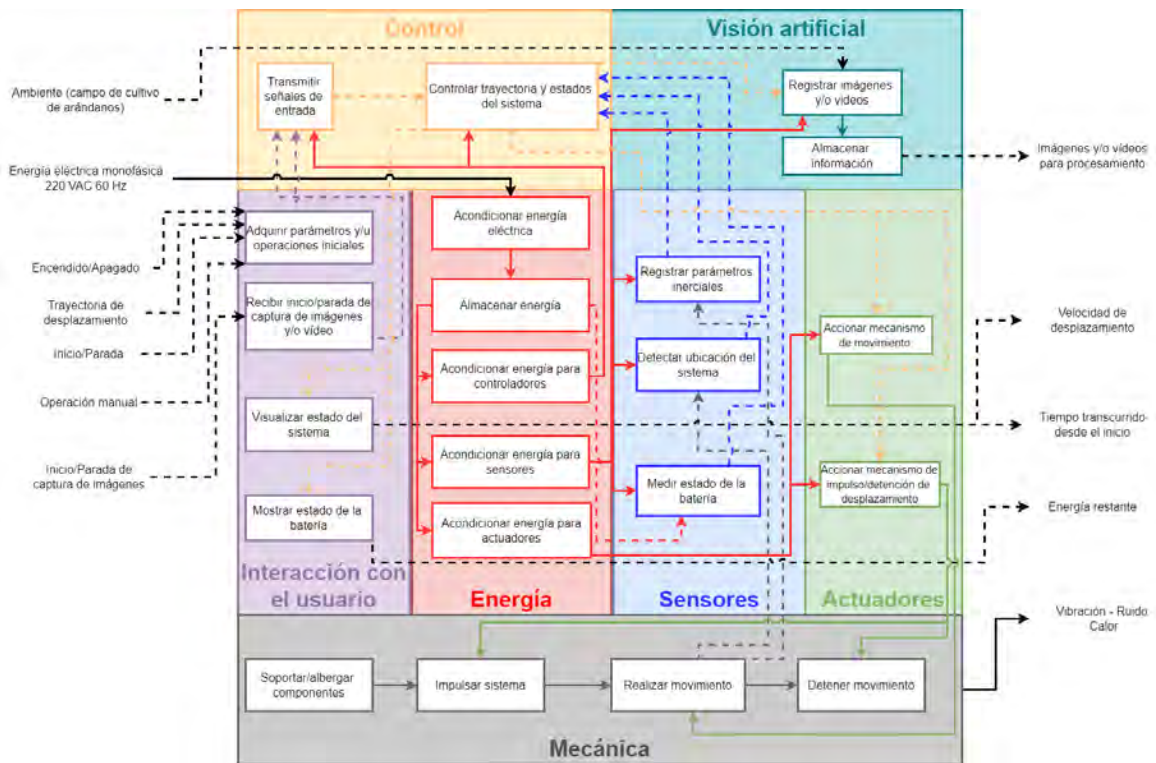 Control
Visión artificial
Ambiente (campo de cultivo
de arándanos)
Transmitir
señales de
entrada
Controlar trayectoria y estados
del sistema
Registrar imágenes
y/o videos
Almacenar
información
Imágenes y/o vídeos
para procesamiento
Energía eléctrica monofásica
220 VAC 60 Hz
Adquirir parámetros y/u
operaciones iniciales
Acondicionar energía
eléctrica
Encendido/Apagado
Registrar parámetros
inerciales
Trayectoria de
desplazamiento
Recibir inicio/parada de
captura de imágenes
y/o vídeo
Almacenar energía
Velocidad de
desplazamiento
Accionar mecanismo
de movimiento
Inicio/Parada
Acondicionar energía para
controladores
Detectar ubicación del
sistema
Operación manual
Visualizar estado del
sistema
Tiempo transcurrido
desde el inicio
Inicio/Parada de
captura de imágenes
Acondicionar energía para
sensores
Medir estado de la
batería
Accionar mecanismo de
impulso/detención de
desplazamiento
Mostrar estado de la
batería
Acondicionar energía para
actuadores
Energía restante
Interacción con
el usuario
Energía
Sensores
Actuadores
Vibración - Ruido
Calor
Soportar/albergar
componentes
Impulsar sistema
Realizar movimiento
Detener movimiento
Mecánica